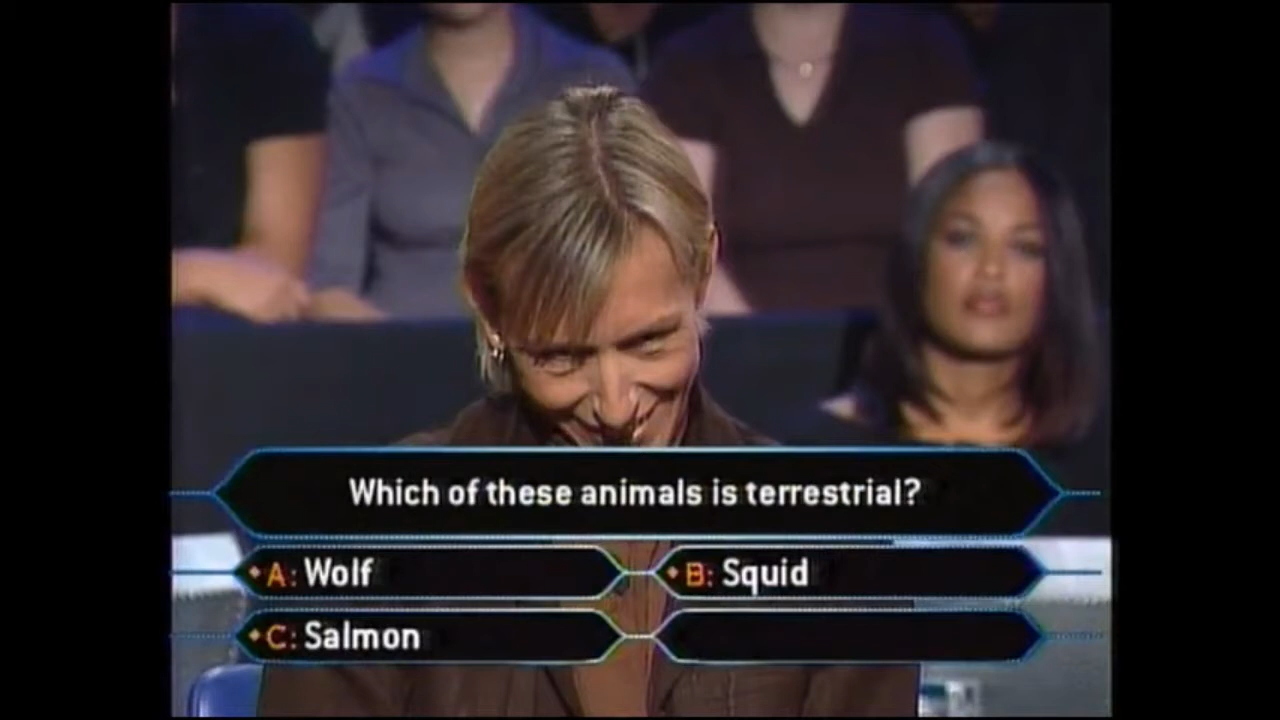 Which of these animals is terrestrial?
A: Wolf
B: Squid
C: Salmon